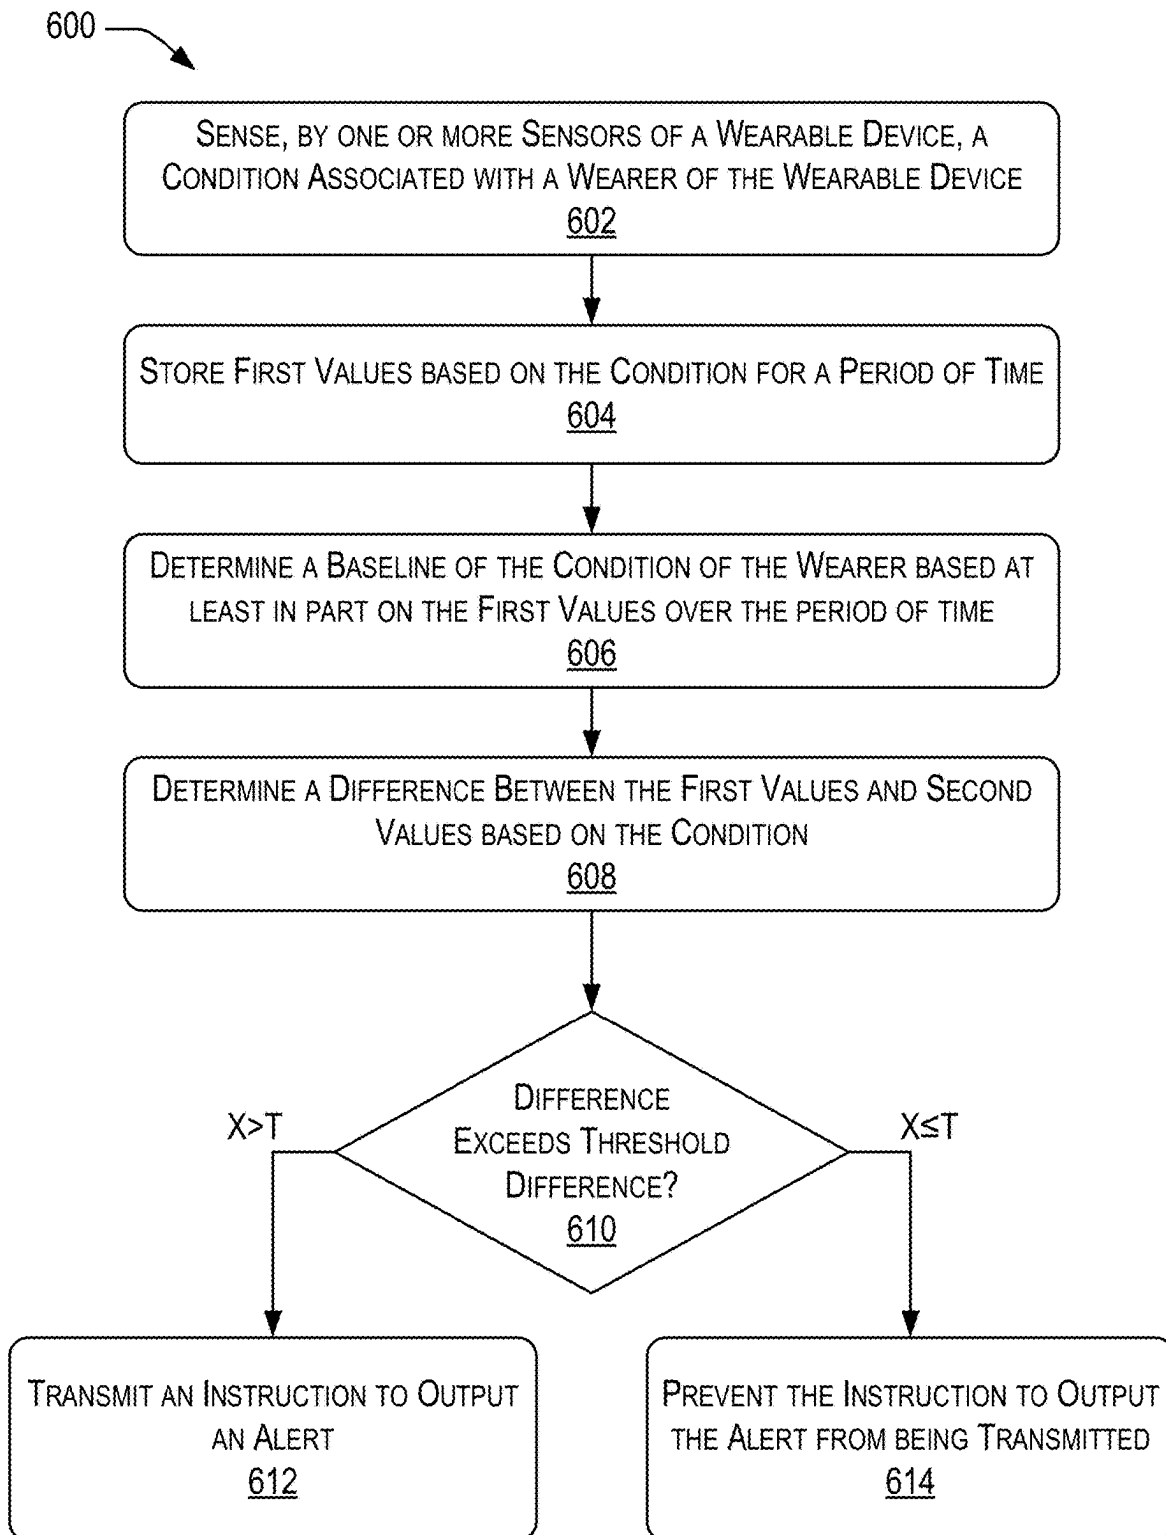 600
SENSE, BY ONE OR MORE SENSORS OF A WEARABLE DEVICE, A
CONDITION ASSOCIATED WITH A WEARER OF THE WEARABLE DEVICE
602
STORE FIRST VALUES BASED ON THE CONDITION FOR A PERIOD OF TIME
604
DETERMINE A BASELINE OF THE CONDITION OF THE WEARER BASED AT
LEAST IN PART ON THE FIRST VALUES OVER THE PERIOD OF TIME
606
DETERMINE A DIFFERENCE BETWEEN THE FIRST VALUES AND SECOND
VALUES BASED ON THE CONDITION
608
DIFFERENCE
EXCEEDS THRESHOLD
DIFFERENCE?
610
X>T
X≤T
TRANSMIT AN INSTRUCTION TO OUTPUT
AN ALERT
612
PREVENT THE INSTRUCTION TO OUTPUT
THE ALERT FROM BEING TRANSMITTED
614